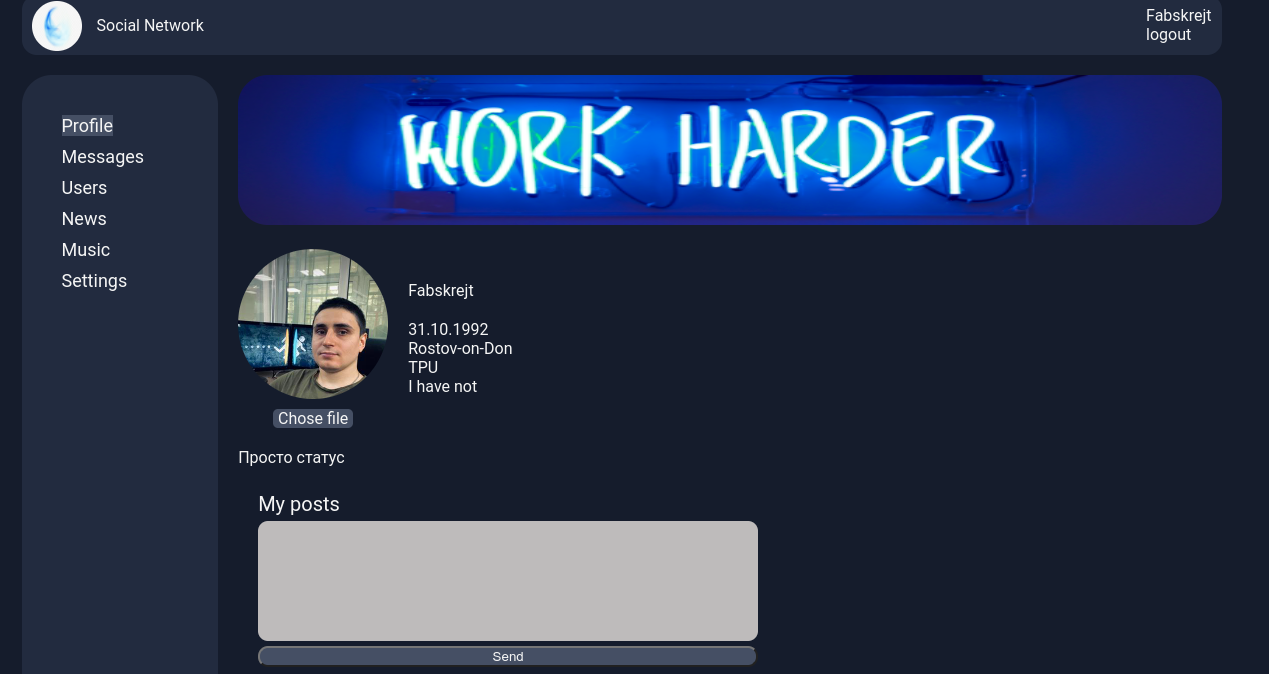 Social Network
Fabskrejt
logout
Profile
Messages
Users
News
Music
Settings
WORK HARDER
Fabskrejt
31.10.1992
Rostov-on-Don
TPU
I have not
Chose file
Просто статус
My posts
Send